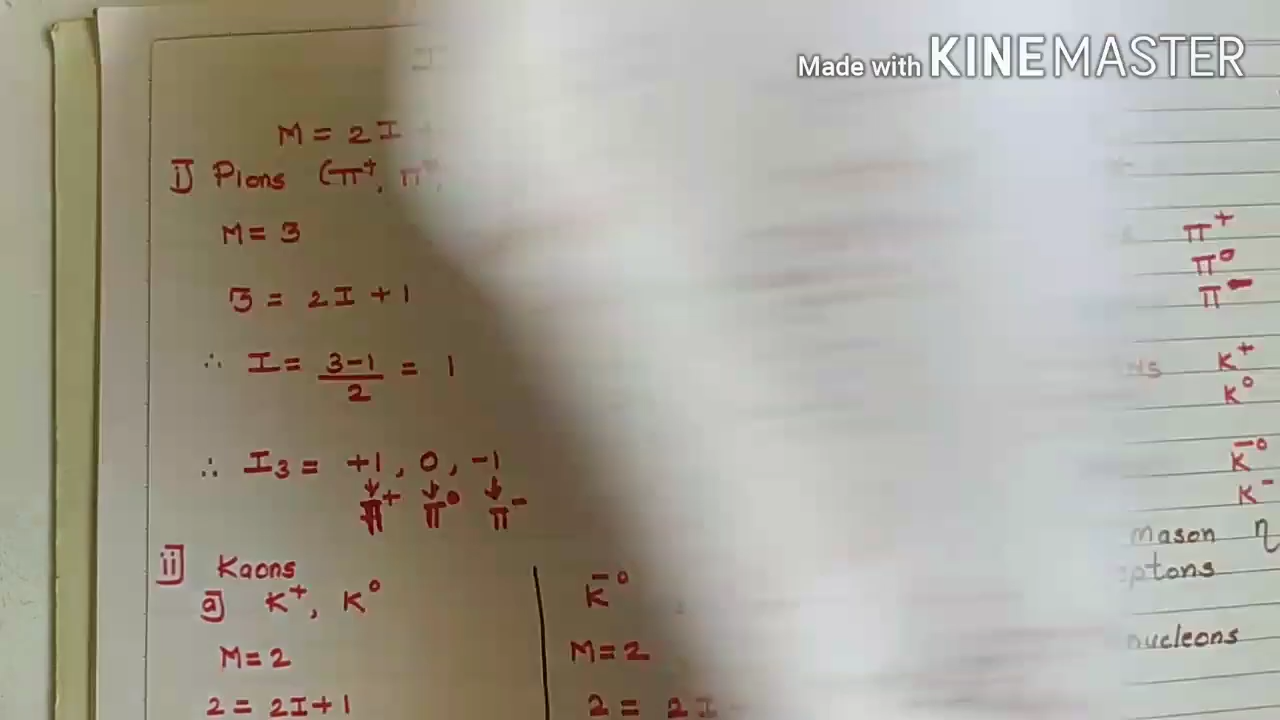 Made with KINEMASTER
M = 2I
i) Pions (π⁺, π⁰,
M = 3
3 = 2I + 1
∴ I = 3-1/2 = 1
∴ I₃ = +1, 0, -1
↓ ↓ ↓
π⁺ π⁰ π⁻
ii) Kaons
a) K⁺, K⁰
M = 2
2 = 2I + 1
K̄⁰
M = 2
2 = 2I
π⁺
π⁰
π⁻
K⁺
K⁰
K̄⁰
K⁻
mason η
nucleons